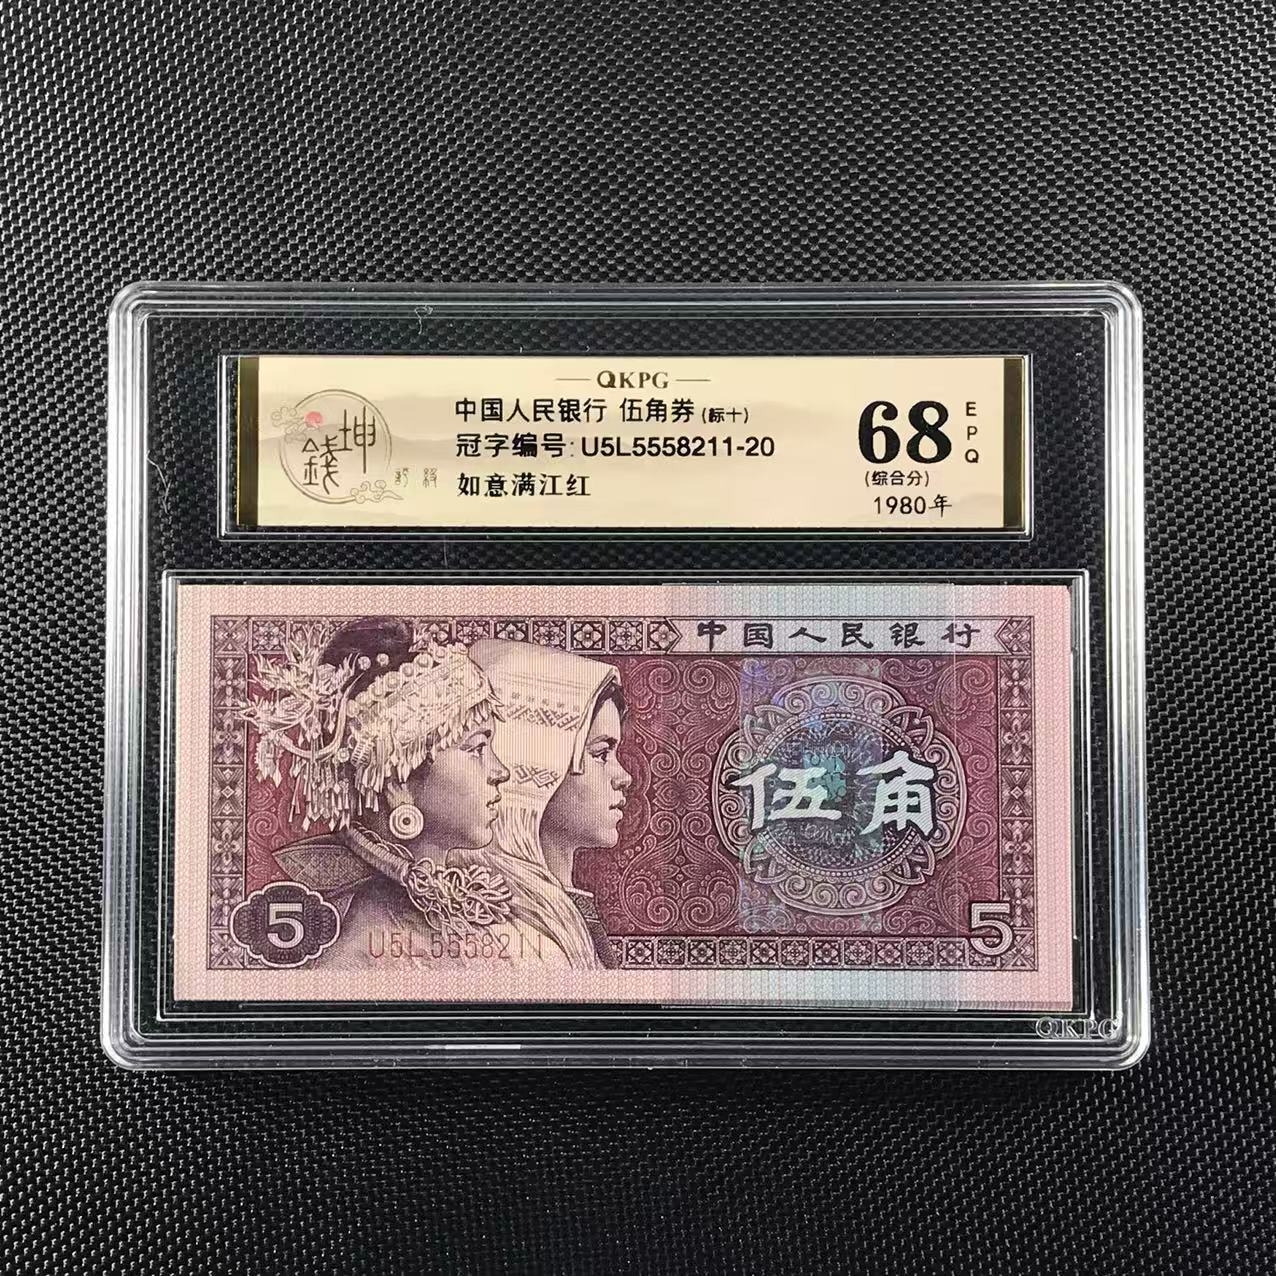 QKPG
中国人民银行 伍角券(标十)
冠字编号: U5L5558211-20
如意满江红
錢坤
68
EPQ
(综合分)
1980年
中国人民银行
伍角
5
U5L5558211
5
QKPG